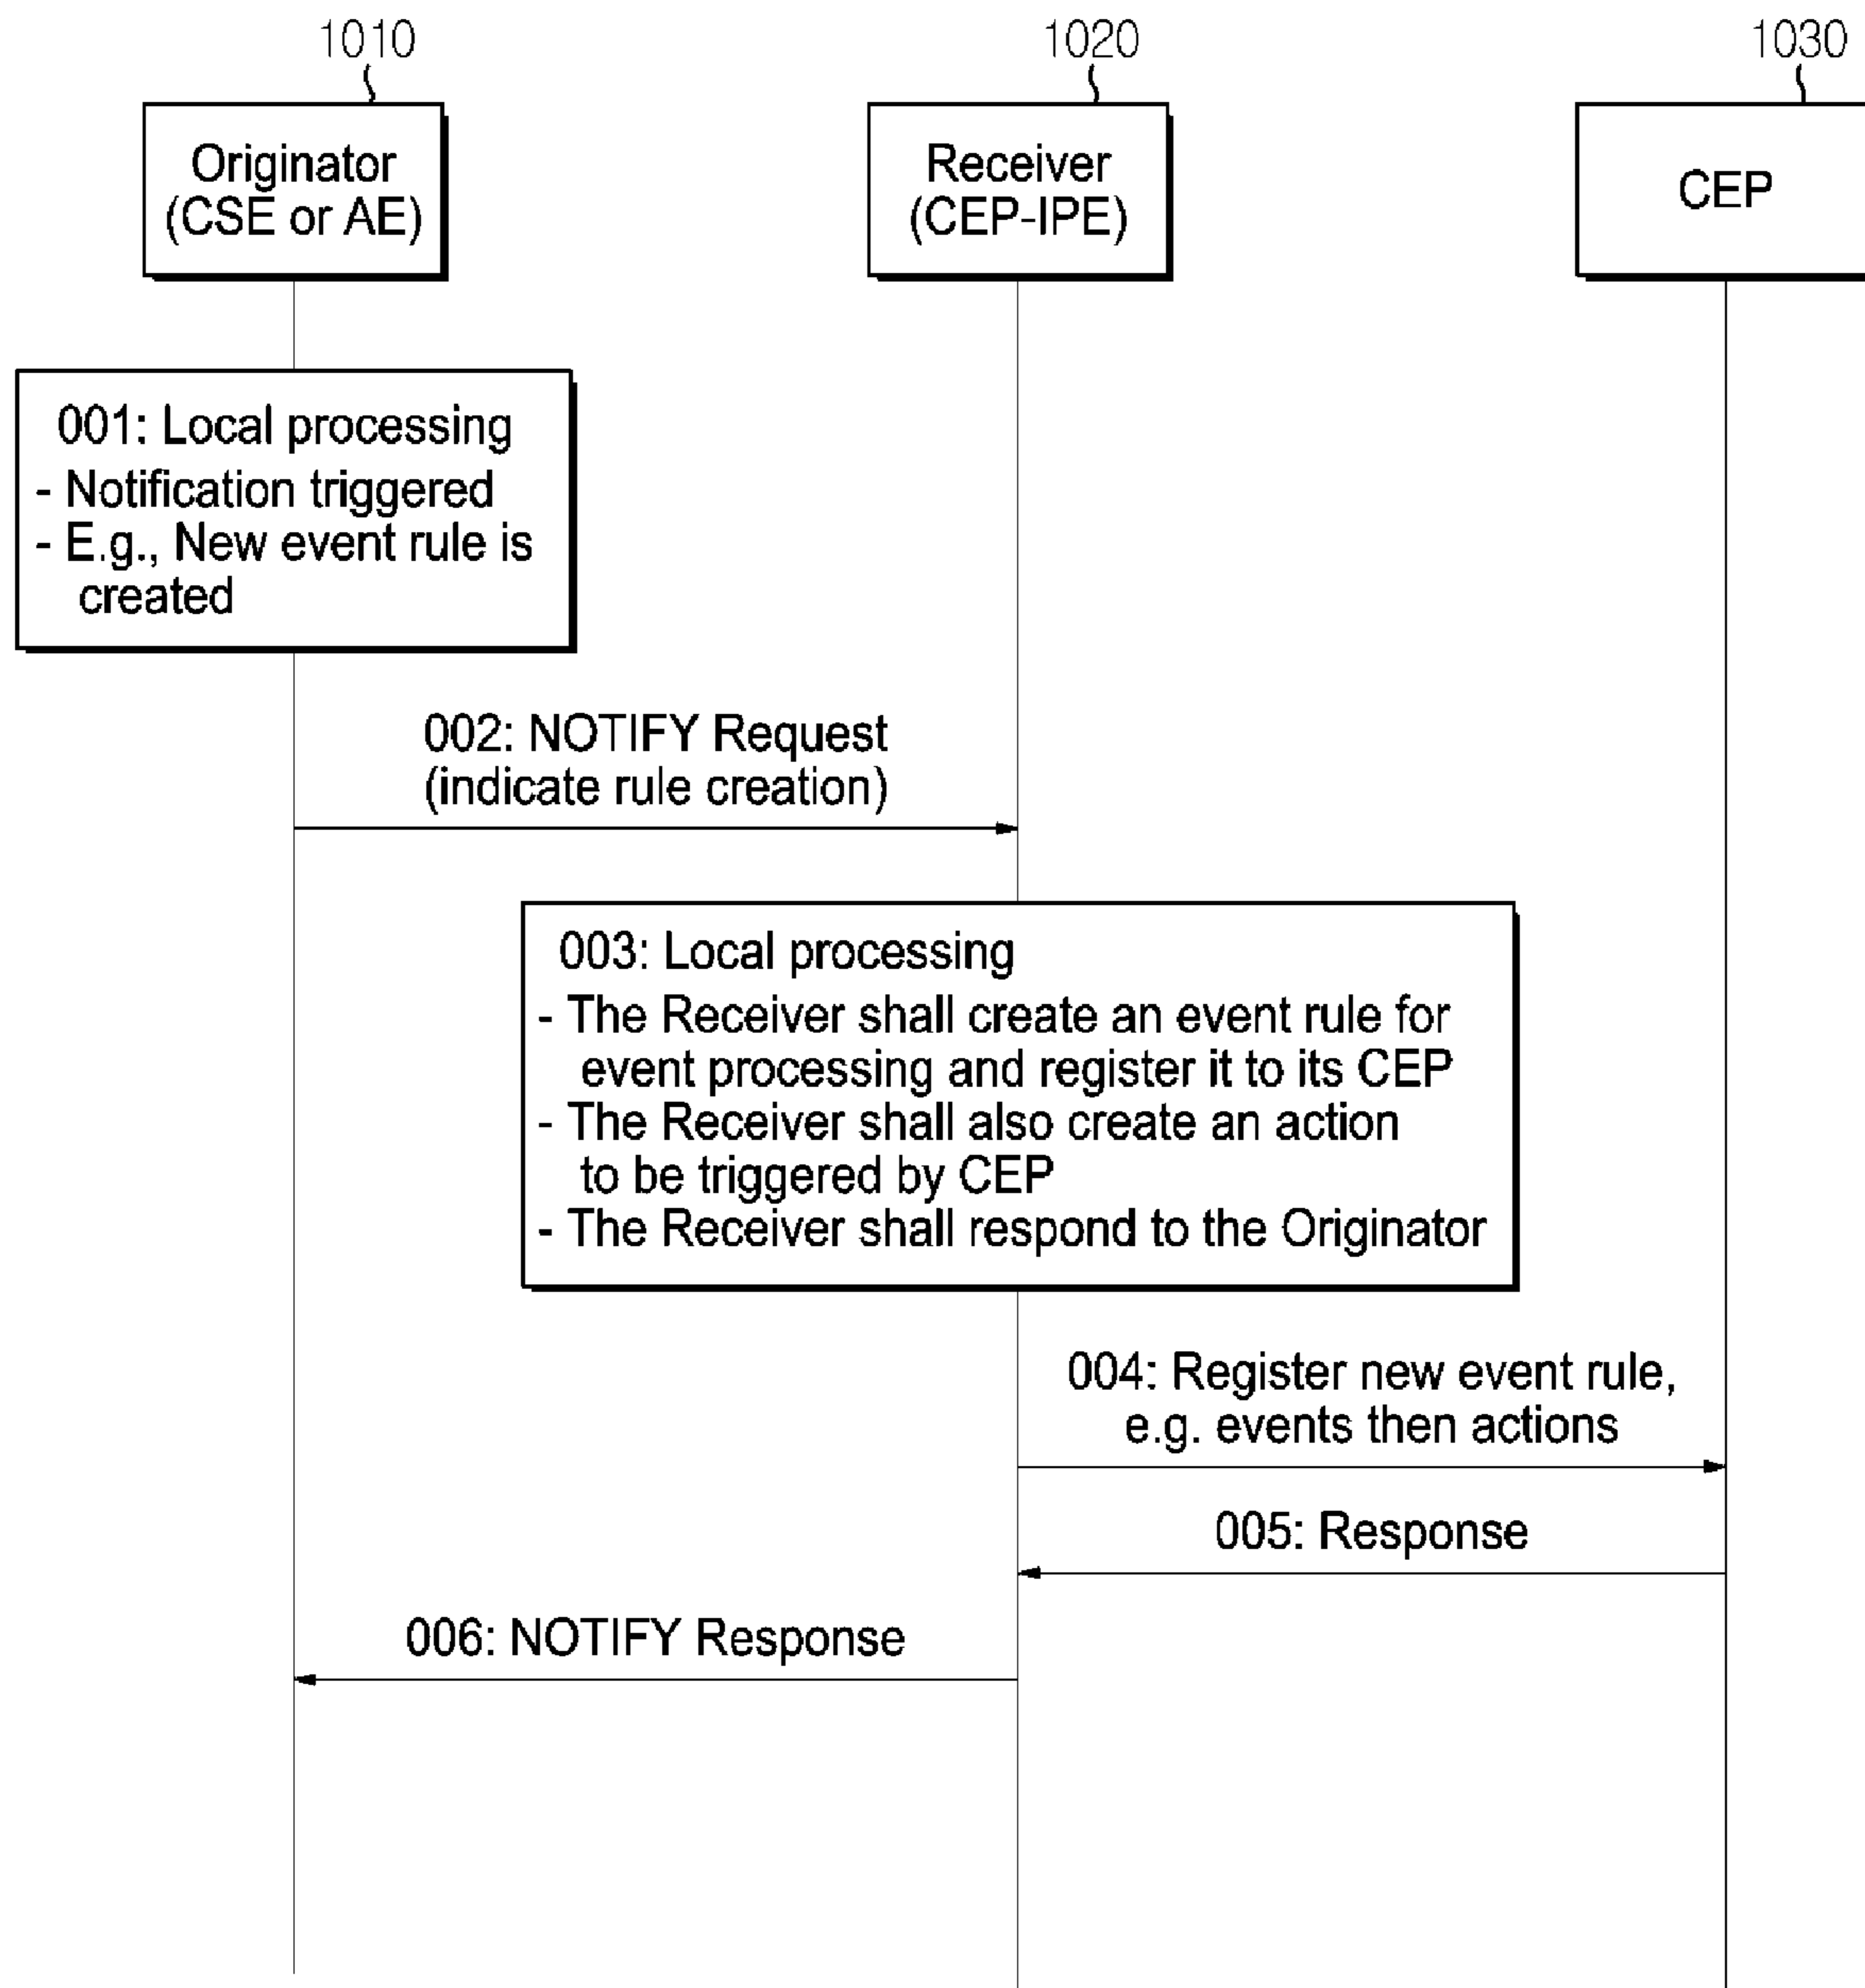 1010
1020
1030
Originator
(CSE or AE)
Receiver
(CEP-IPE)
CEP
001: Local processing
- Notification triggered
- E.g., New event rule is
created
002: NOTIFY Request
(indicate rule creation)
003: Local processing
- The Receiver shall create an event rule for
event processing and register it to its CEP
- The Receiver shall also create an action
to be triggered by CEP
- The Receiver shall respond to the Originator
004: Register new event rule,
e.g. events then actions
005: Response
006: NOTIFY Response